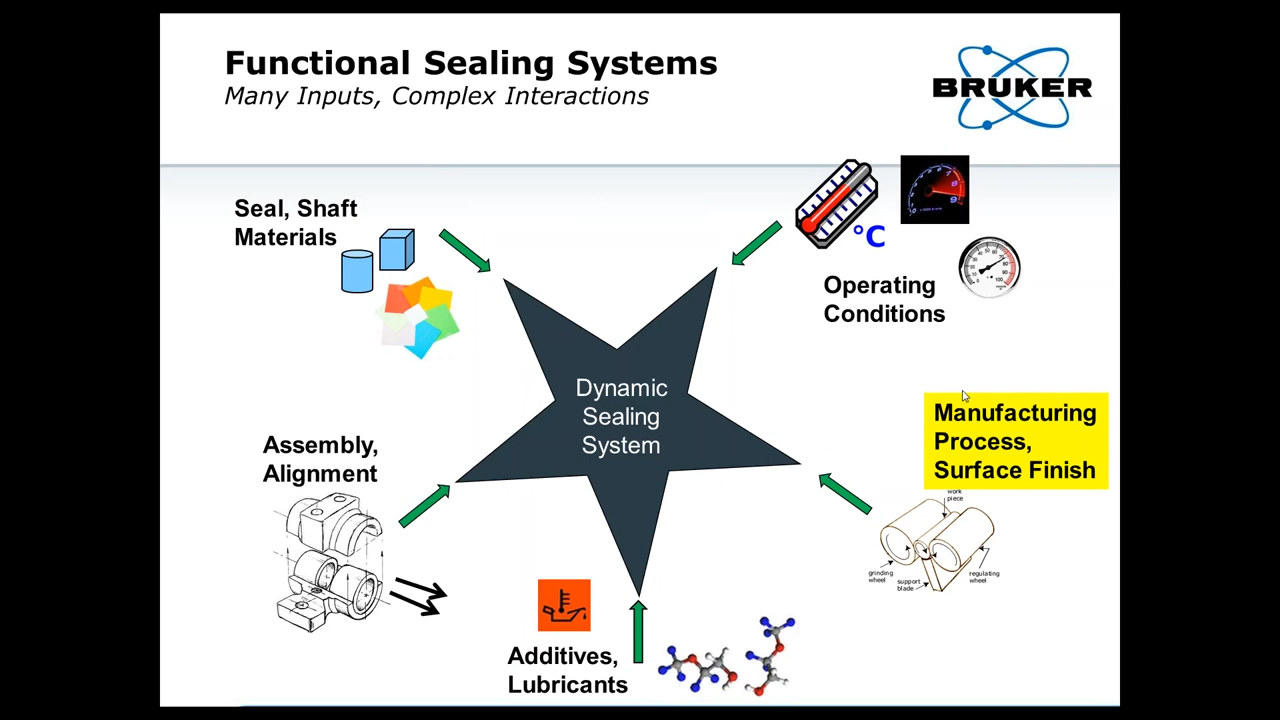 Functional Sealing Systems
Many Inputs, Complex Interactions
BRUKER
Seal, Shaft
Materials
°C
Operating
Conditions
Dynamic
Sealing
System
Manufacturing
Process,
Surface Finish
Assembly,
Alignment
work
piece
grinding
wheel
support
blade
regulating
wheel
Additives,
Lubricants